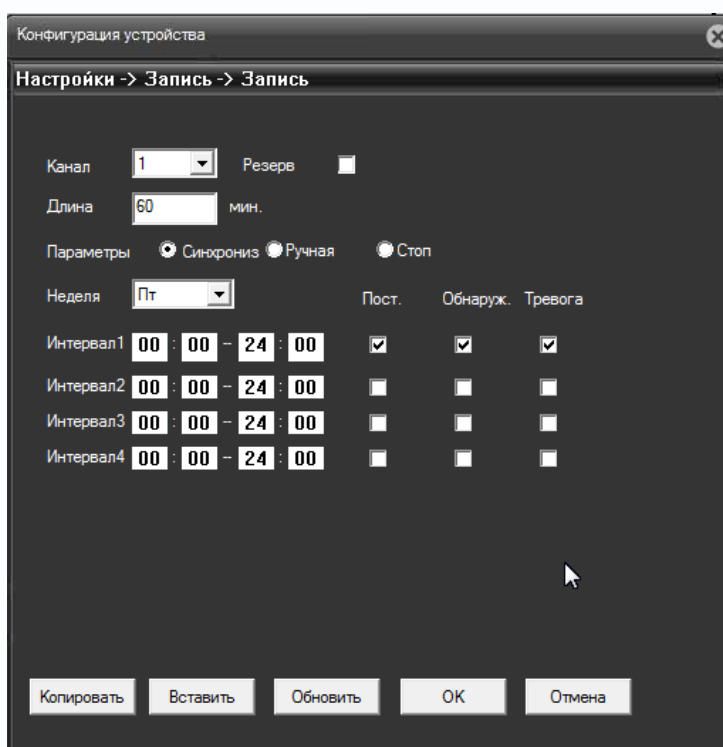 Конфигурация устройства
Настройки -> Запись -> Запись
Канал 1 Резерв
Длина 60 мин.
Параметры Синхрониз Ручная Стоп
Неделя Пт Пост. Обнаруж. Тревога
Интервал1 00 : 00 - 24 : 00
Интервал2 00 : 00 - 24 : 00
Интервал3 00 : 00 - 24 : 00
Интервал4 00 : 00 - 24 : 00
Копировать Вставить Обновить OK Отмена